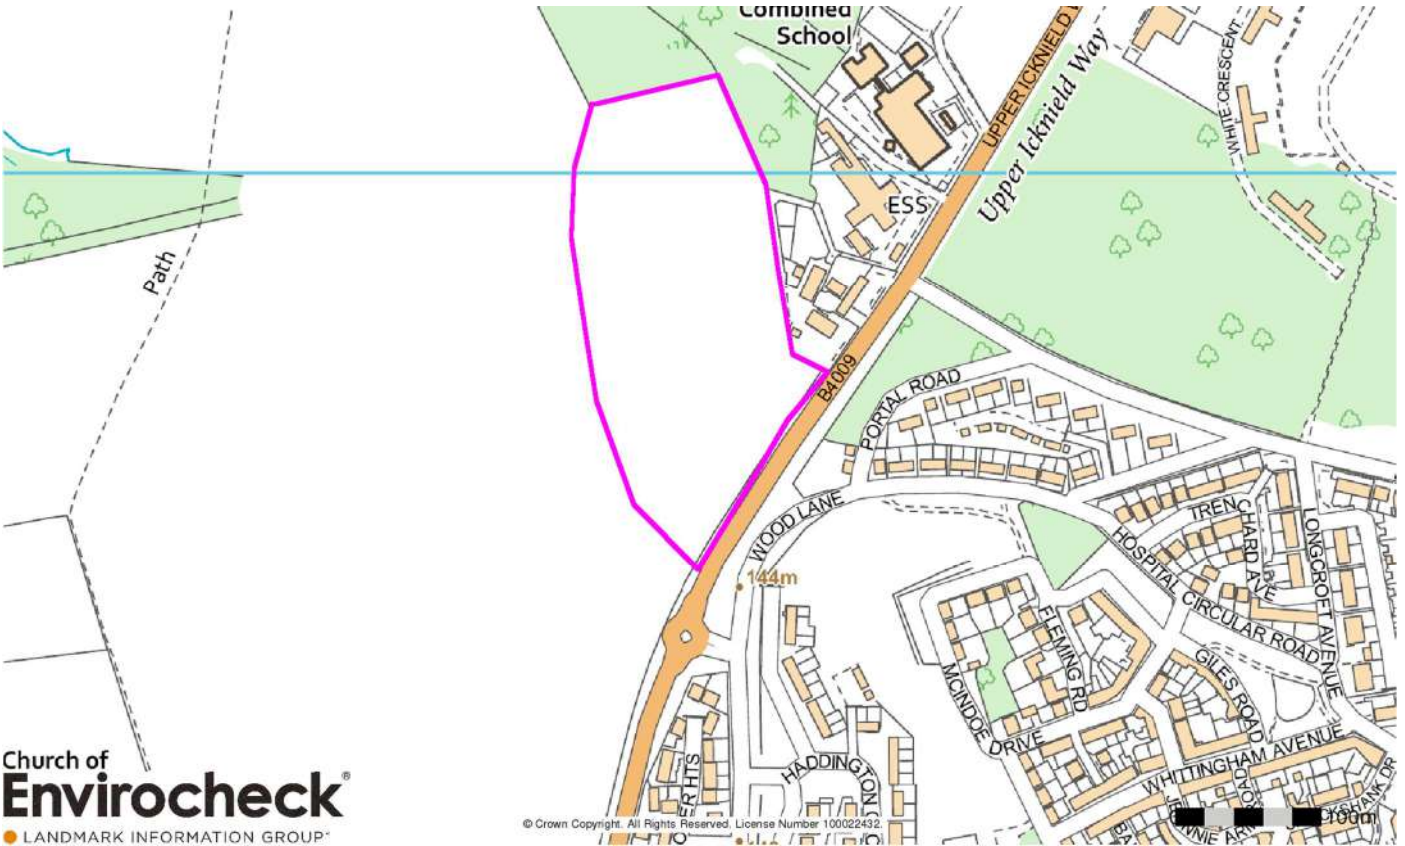 Combined
School
UPPER ICKNIELD
Upper Icknield Way
WHITE CRESCENT
ESS
Path
B4009
PORTAL ROAD
WOOD LANE
144m
TRENCHARD AVE
LONGCROFT AVENUE
HOSPITAL CIRCULAR ROAD
FLEMING RD
GILES ROAD
MCINDOE DRIVE
WHITTINGHAM AVENUE
HADDINGTON
Church of
Envirocheck®
LANDMARK INFORMATION GROUP
© Crown Copyright. All Rights Reserved. License Number 100022432.
100m